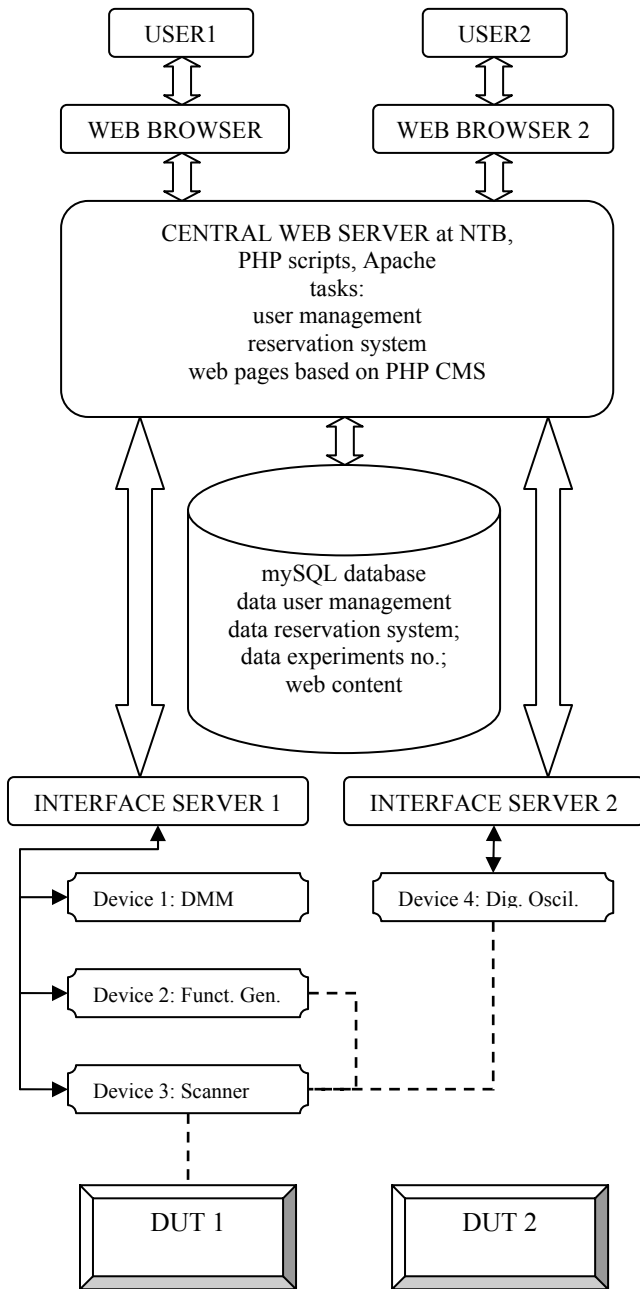 USER1
USER2
WEB BROWSER
WEB BROWSER 2
CENTRAL WEB SERVER at NTB,
PHP scripts, Apache
tasks:
user management
reservation system
web pages based on PHP CMS
mySQL database
data user management
data reservation system;
data experiments no.;
web content
INTERFACE SERVER 1
INTERFACE SERVER 2
Device 1: DMM
Device 4: Dig. Oscil.
Device 2: Funct. Gen.
Device 3: Scanner
DUT 1
DUT 2